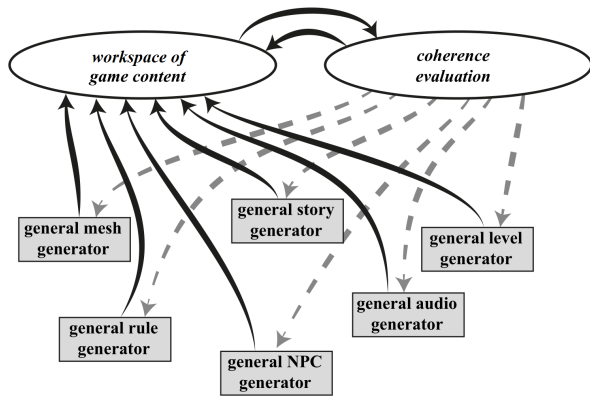 workspace of
game content
coherence
evaluation
general mesh
generator
general story
generator
general level
generator
general rule
generator
general audio
generator
general NPC
generator